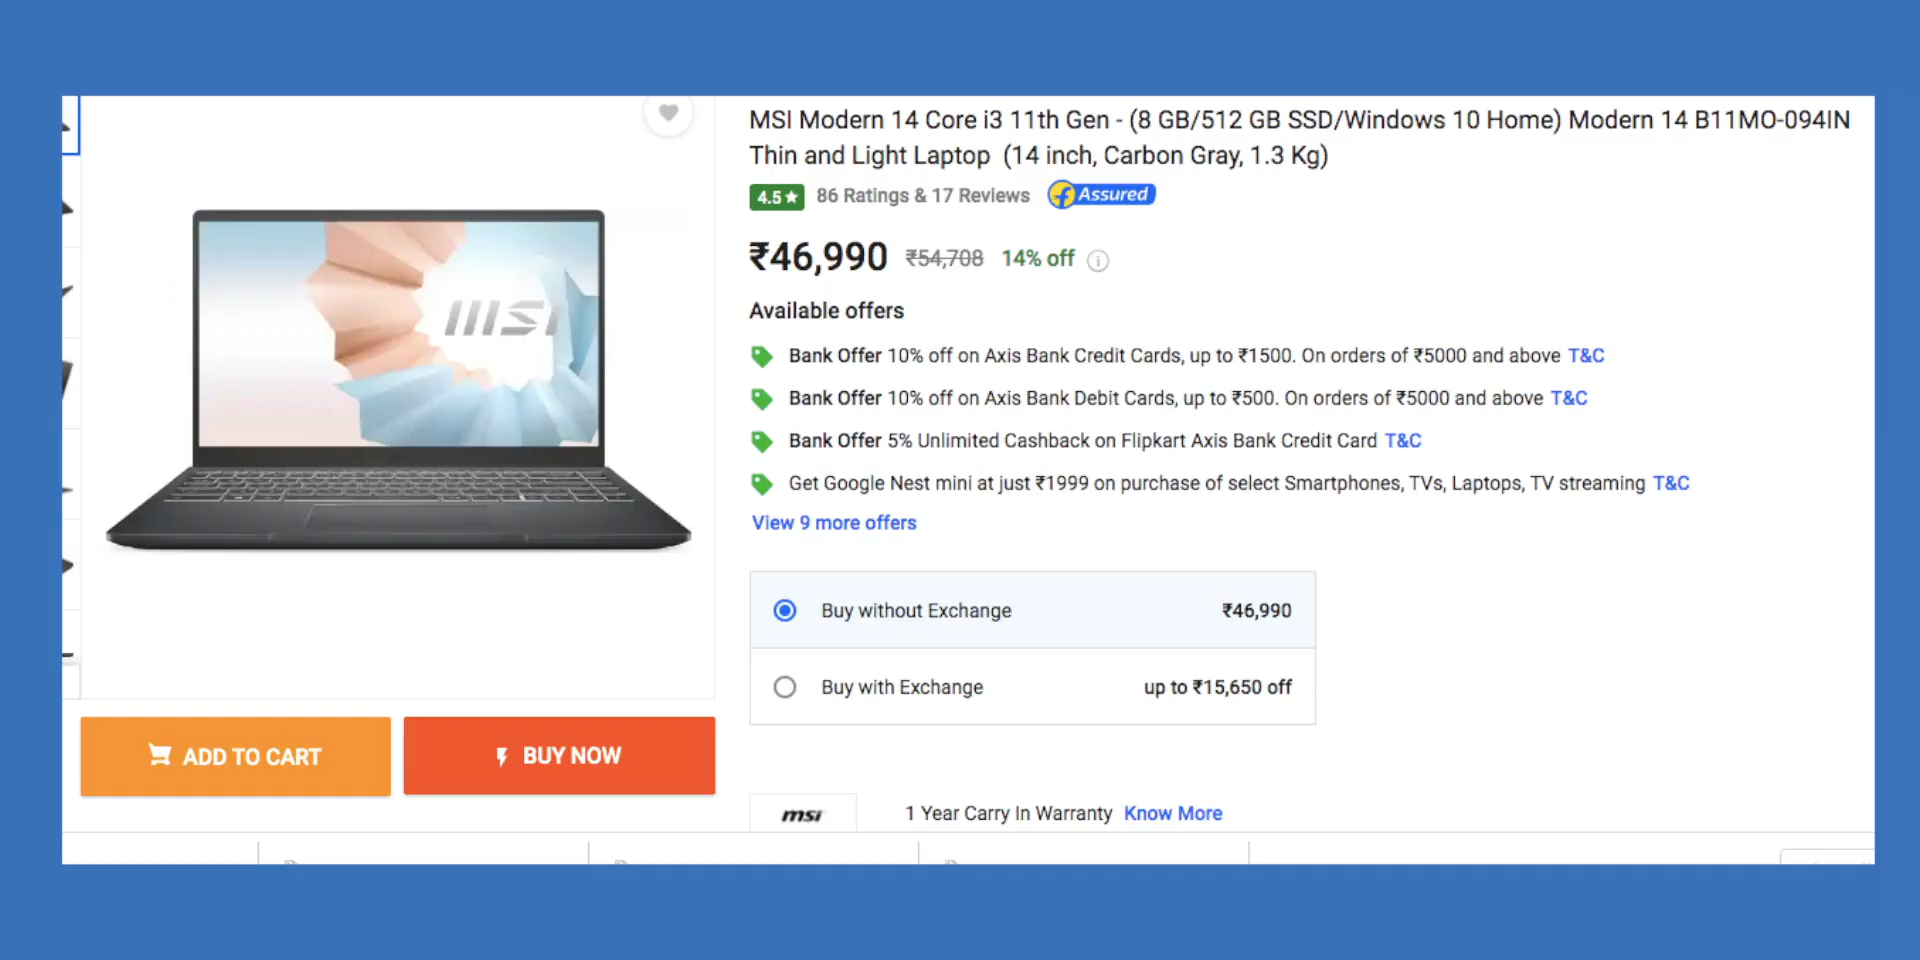 MSI Modern 14 Core i3 11th Gen - (8 GB/512 GB SSD/Windows 10 Home) Modern 14 B11MO-094IN
Thin and Light Laptop (14 inch, Carbon Gray, 1.3 Kg)
4.5★ 86 Ratings & 17 Reviews f Assured
₹46,990 ₹54,708 14% off i
Available offers
Bank Offer 10% off on Axis Bank Credit Cards, up to ₹1500. On orders of ₹5000 and above T&C
Bank Offer 10% off on Axis Bank Debit Cards, up to ₹500. On orders of ₹5000 and above T&C
Bank Offer 5% Unlimited Cashback on Flipkart Axis Bank Credit Card T&C
Get Google Nest mini at just ₹1999 on purchase of select Smartphones, TVs, Laptops, TV streaming T&C
View 9 more offers
Buy without Exchange ₹46,990
Buy with Exchange up to ₹15,650 off
msi 1 Year Carry In Warranty Know More
msi
ADD TO CART
BUY NOW